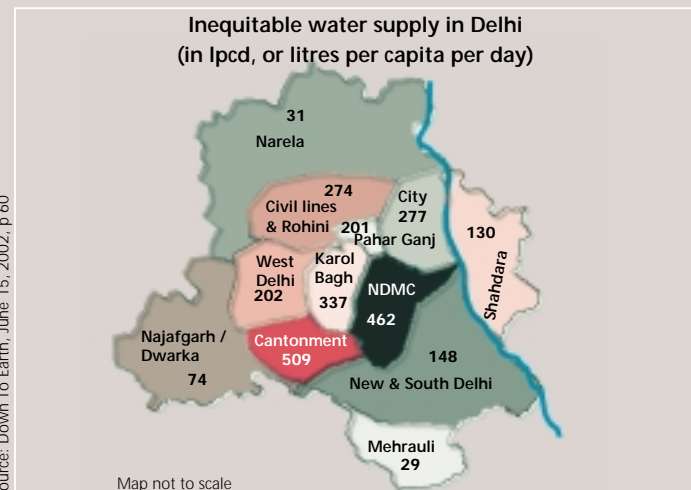 Inequitable water supply in Delhi
(in lpcd, or litres per capita per day)
31
Narela
274
Civil lines
& Rohini
City
277
201
Pahar Ganj
130
Shahdara
West
Delhi
202
Karol
Bagh
337
NDMC
462
Cantonment
509
Najafgarh /
Dwarka
74
148
New & South Delhi
Mehrauli
29
Map not to scale
ource: Down To Earth, June 15, 2002, p 60